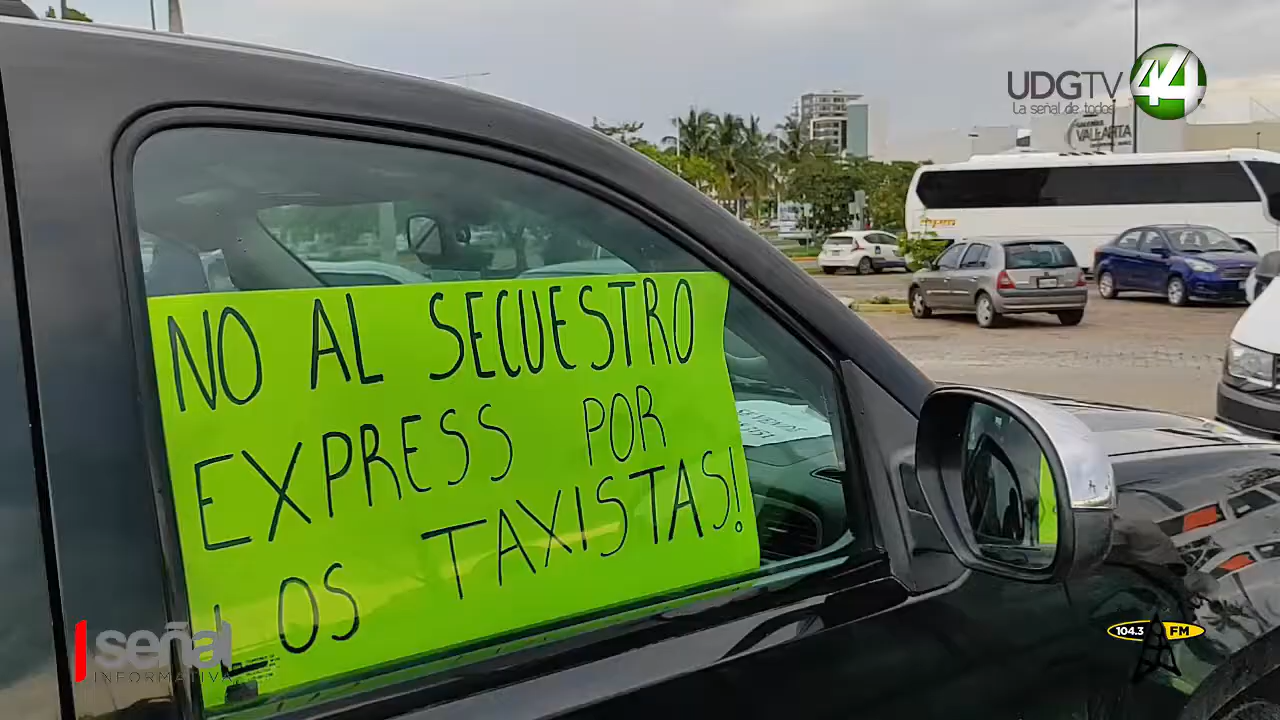 UDGTV 44
La señal de todos
VALLARTA
NO AL SECUESTRO
EXPRESS POR
LOS TAXISTAS!
señal
INFORMATIVA
104.3 FM